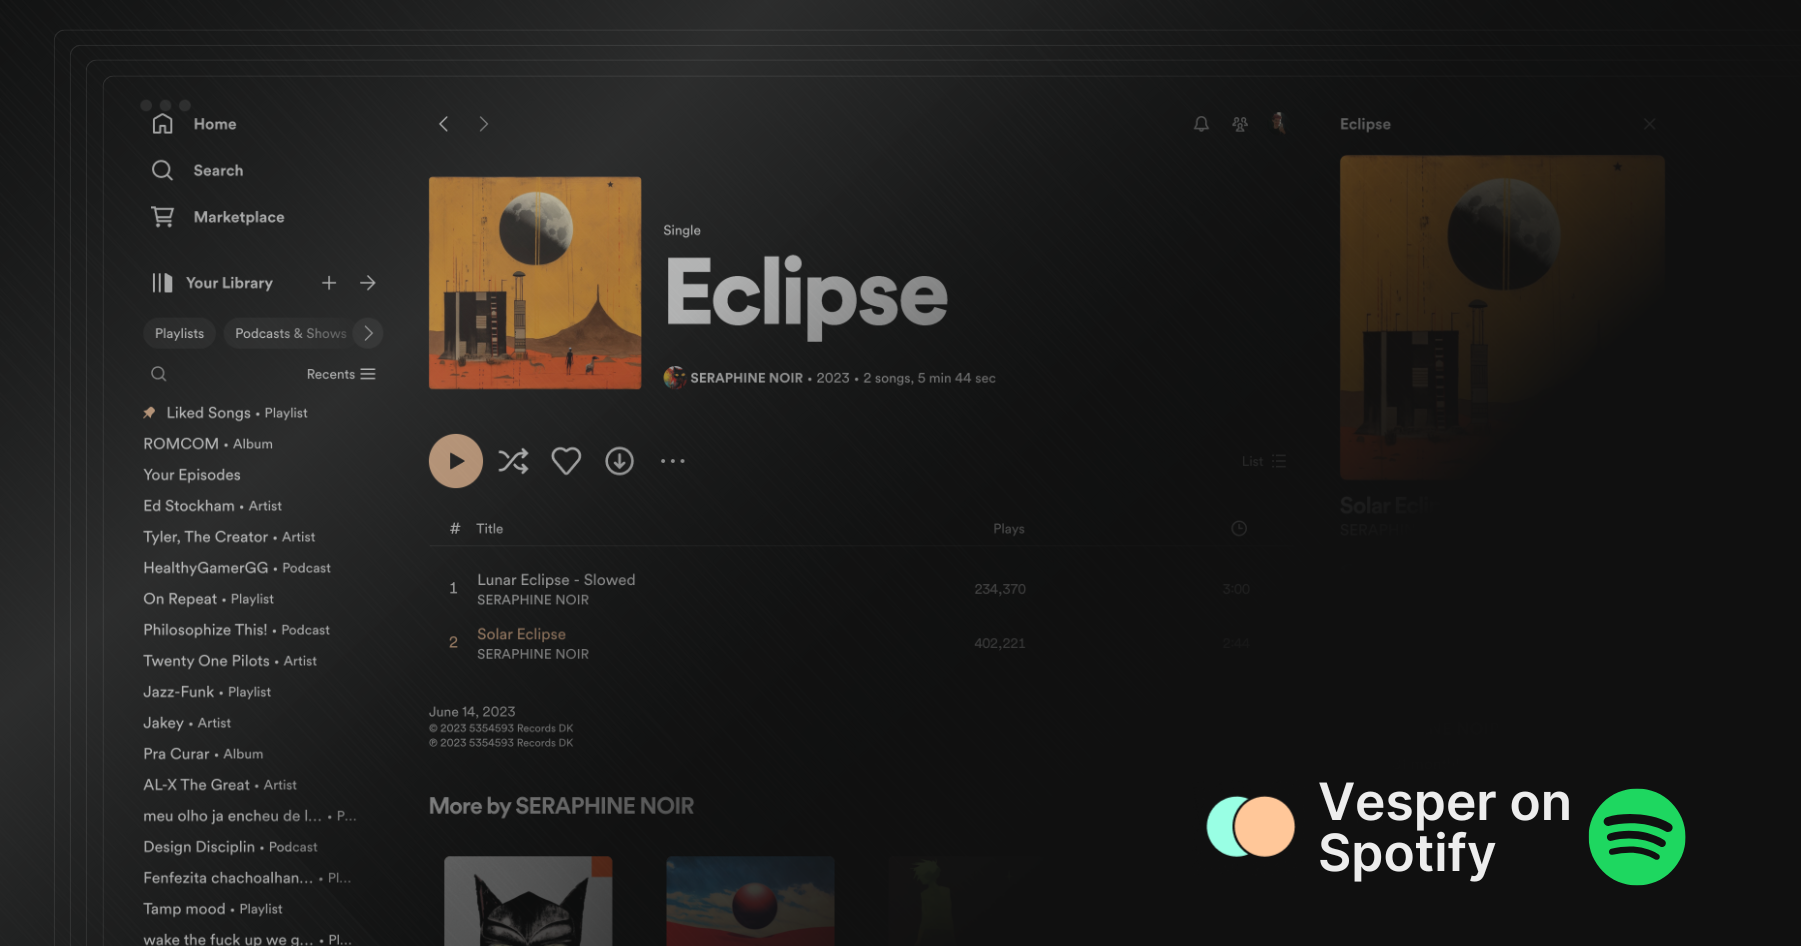 Home
Search
Marketplace
Your Library
Playlists
Podcasts & Shows
Recents
Liked Songs • Playlist
ROMCOM • Album
Your Episodes
Ed Stockham • Artist
Tyler, The Creator • Artist
HealthyGamerGG • Podcast
On Repeat • Playlist
Philosophize This! • Podcast
Twenty One Pilots • Artist
Jazz-Funk • Playlist
Jakey • Artist
Pra Curar • Album
AL-X The Great • Artist
meu olho ja encheu de l... • P...
Design Disciplin • Podcast
Fenfezita chachoalhan... • Pl...
Tamp mood • Playlist
wake the fuck up we g... • Pl...
Single
Eclipse
SERAPHINE NOIR • 2023 • 2 songs, 5 min 44 sec
List
# Title Plays
1 Lunar Eclipse - Slowed 234,370 3:00
SERAPHINE NOIR
2 Solar Eclipse 402,221 2:44
SERAPHINE NOIR
June 14, 2023
© 2023 5354593 Records DK
℗ 2023 5354593 Records DK
More by SERAPHINE NOIR
Eclipse
Solar Ecli
Vesper on
Spotify